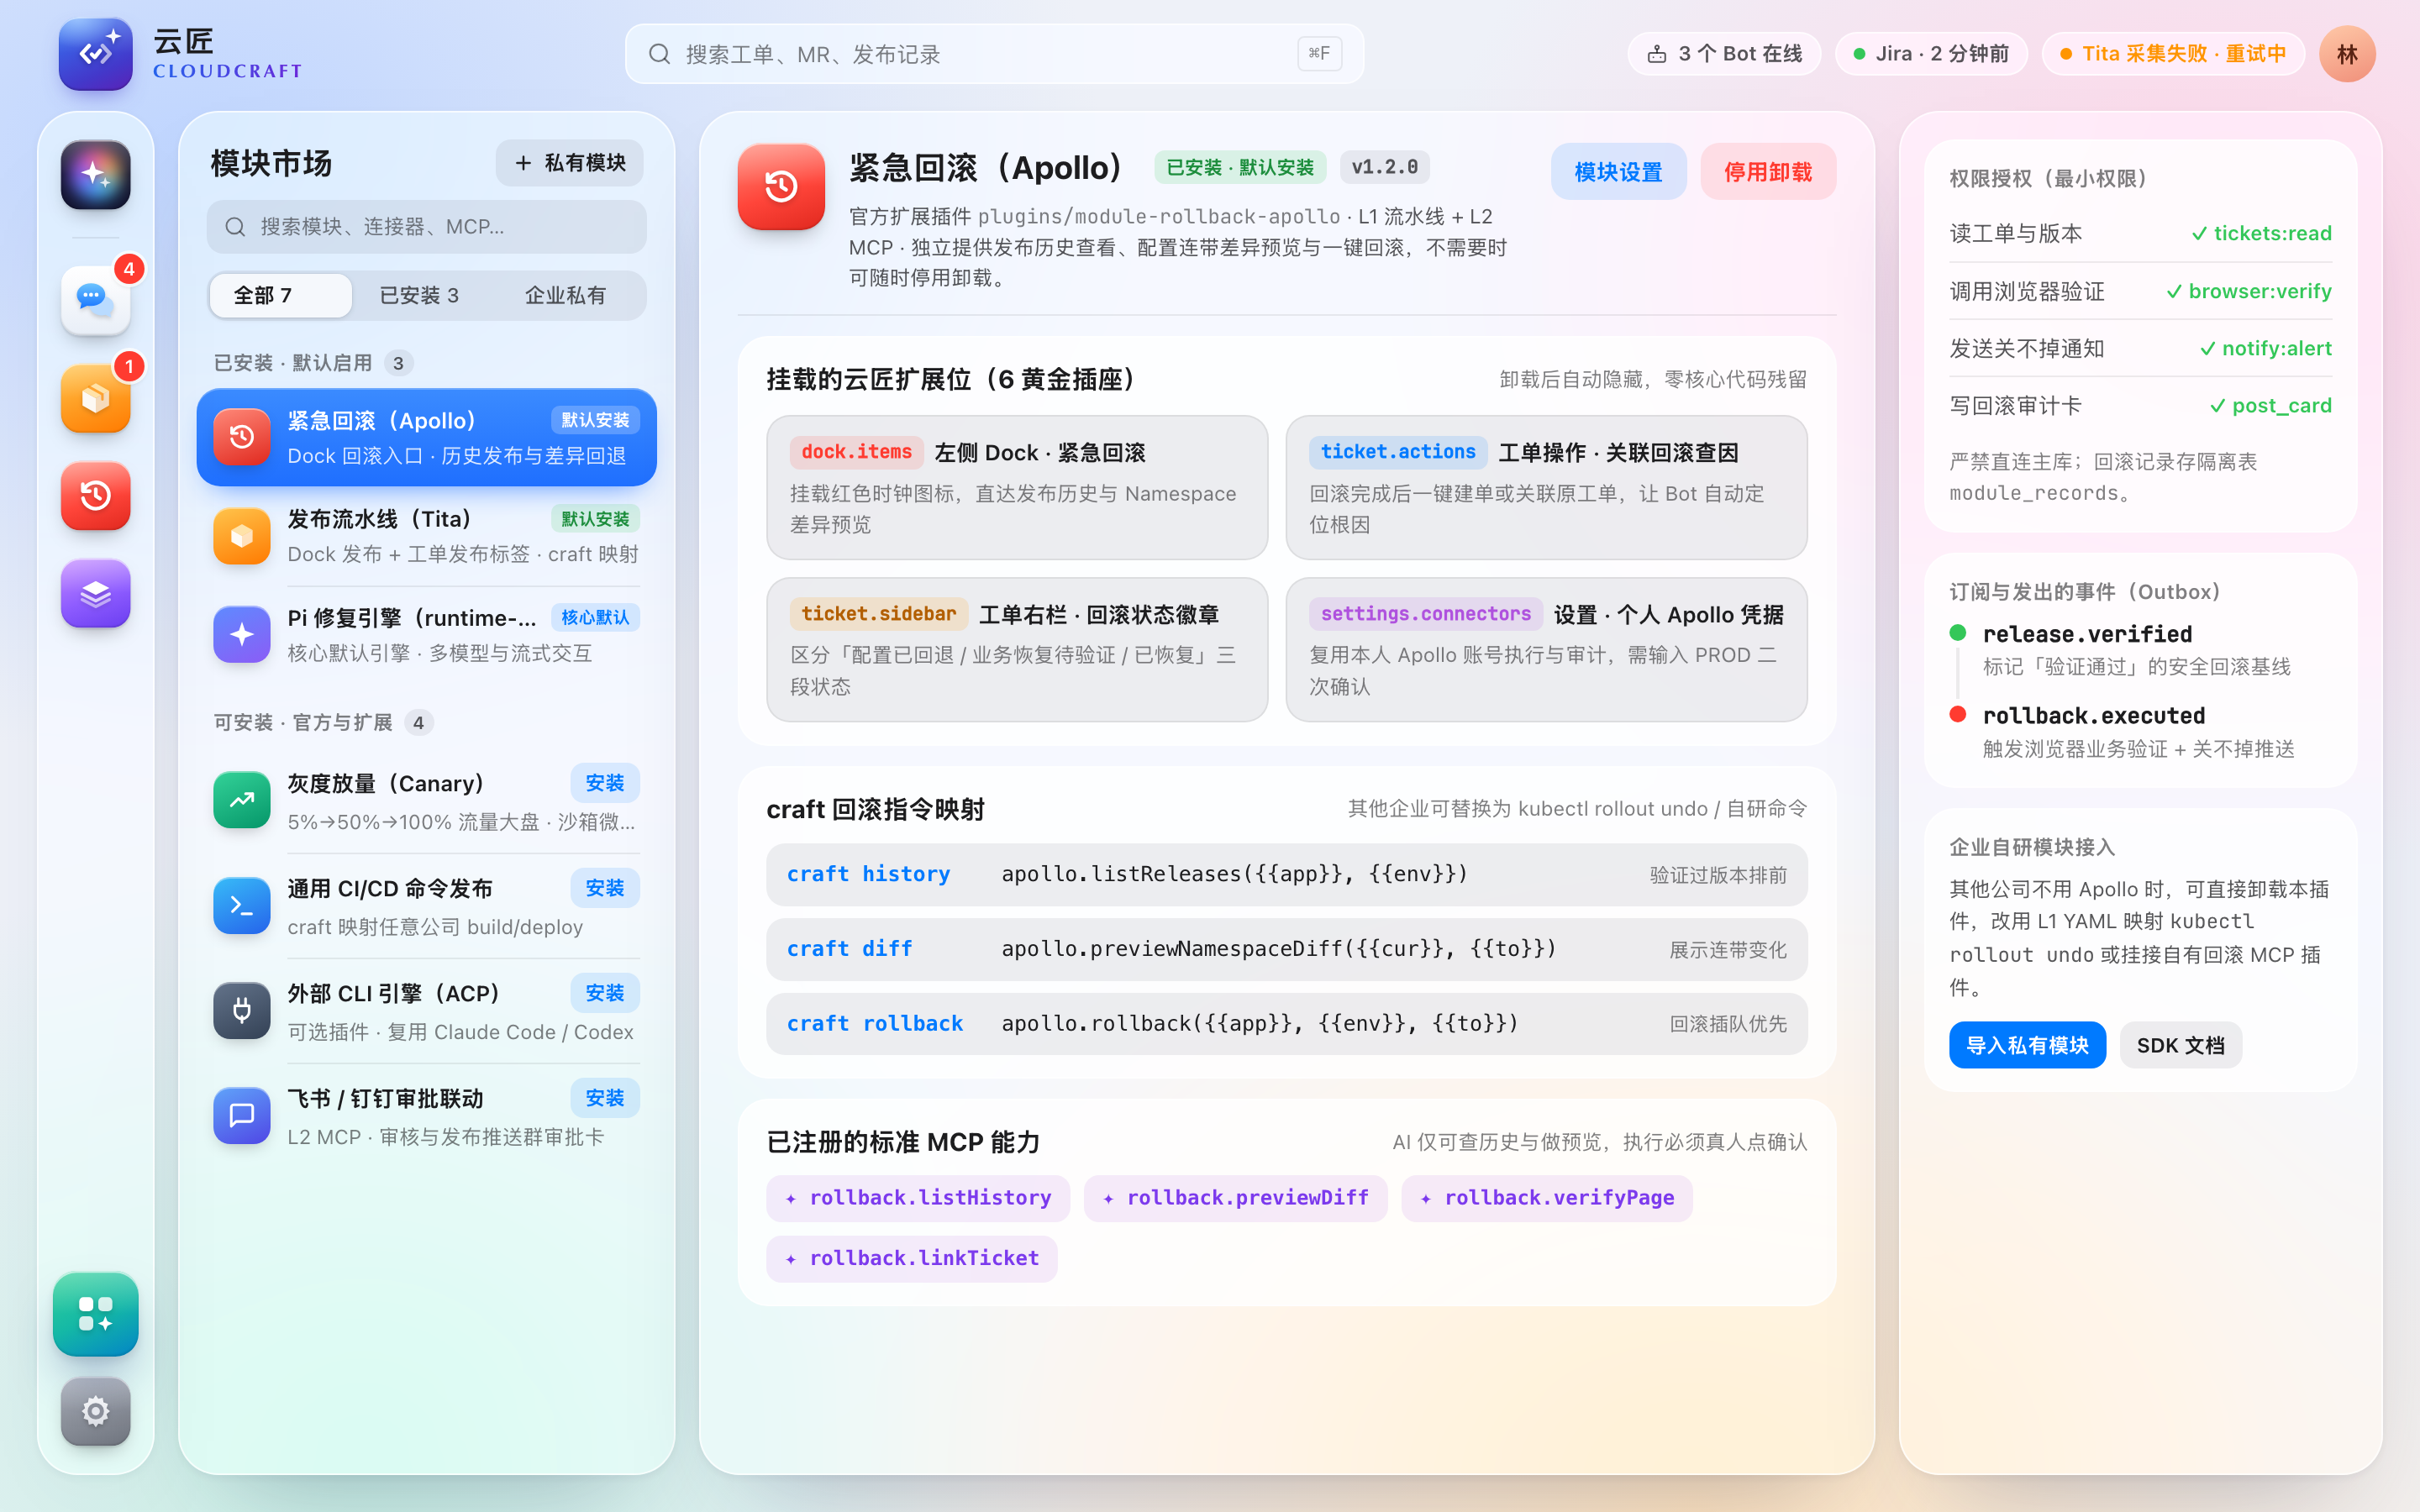 云匠
CLOUDCRAFT
搜索工单、MR、发布记录
⌘F
3 个 Bot 在线
Jira · 2 分钟前
Tita 采集失败 · 重试中
林
4
1
模块市场
+ 私有模块
搜索模块、连接器、MCP...
全部 7
已安装 3
企业私有
已安装 · 默认启用 3
紧急回滚（Apollo） 默认安装
Dock 回滚入口 · 历史发布与差异回退
发布流水线（Tita） 默认安装
Dock 发布 + 工单发布标签 · craft 映射
Pi 修复引擎（runtime-... 核心默认
核心默认引擎 · 多模型与流式交互
可安装 · 官方与扩展 4
灰度放量（Canary） 安装
5%→50%→100% 流量大盘 · 沙箱微...
通用 CI/CD 命令发布 安装
craft 映射任意公司 build/deploy
外部 CLI 引擎（ACP） 安装
可选插件 · 复用 Claude Code / Codex
飞书 / 钉钉审批联动 安装
L2 MCP · 审核与发布推送群审批卡
紧急回滚（Apollo） 已安装 · 默认安装 v1.2.0
模块设置
停用卸载
官方扩展插件 plugins/module-rollback-apollo · L1 流水线 + L2
MCP · 独立提供发布历史查看、配置连带差异预览与一键回滚，不需要时
可随时停用卸载。
挂载的云匠扩展位（6 黄金插座）
卸载后自动隐藏，零核心代码残留
dock.items 左侧 Dock · 紧急回滚
挂载红色时钟图标，直达发布历史与 Namespace
差异预览
ticket.actions 工单操作 · 关联回滚查因
回滚完成后一键建单或关联原工单，让 Bot 自动定
位根因
ticket.sidebar 工单右栏 · 回滚状态徽章
区分「配置已回退 / 业务恢复待验证 / 已恢复」三
段状态
settings.connectors 设置 · 个人 Apollo 凭据
复用本人 Apollo 账号执行与审计，需输入 PROD 二
次确认
craft 回滚指令映射
其他企业可替换为 kubectl rollout undo / 自研命令
craft history apollo.listReleases({{app}}, {{env}}) 验证过版本排前
craft diff apollo.previewNamespaceDiff({{cur}}, {{to}}) 展示连带变化
craft rollback apollo.rollback({{app}}, {{env}}, {{to}}) 回滚插队优先
已注册的标准 MCP 能力
AI 仅可查历史与做预览，执行必须真人点确认
✦ rollback.listHistory
✦ rollback.previewDiff
✦ rollback.verifyPage
✦ rollback.linkTicket
权限授权（最小权限）
读工单与版本 ✓ tickets:read
调用浏览器验证 ✓ browser:verify
发送关不掉通知 ✓ notify:alert
写回滚审计卡 ✓ post_card
严禁直连主库；回滚记录存隔离表
module_records。
订阅与发出的事件（Outbox）
release.verified
标记「验证通过」的安全回滚基线
rollback.executed
触发浏览器业务验证 + 关不掉推送
企业自研模块接入
其他公司不用 Apollo 时，可直接卸载本插
件，改用 L1 YAML 映射 kubectl
rollout undo 或挂接自有回滚 MCP 插
件。
导入私有模块
SDK 文档